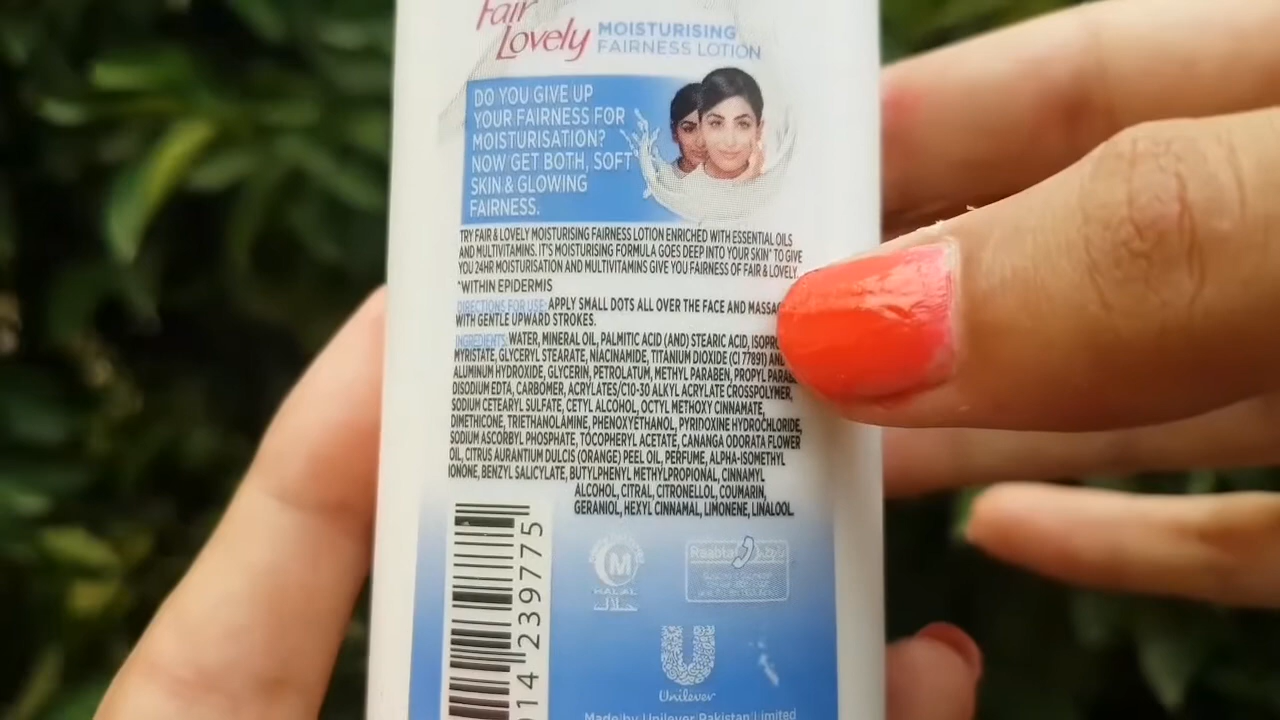 Fair
Lovely
MOISTURISING
FAIRNESS LOTION
DO YOU GIVE UP
YOUR FAIRNESS FOR
MOISTURISATION?
NOW GET BOTH, SOFT
SKIN & GLOWING
FAIRNESS.
TRY FAIR & LOVELY MOISTURISING FAIRNESS LOTION ENRICHED WITH ESSENTIAL OILS
AND MULTIVITAMINS. IT'S MOISTURISING FORMULA GOES DEEP INTO YOUR SKIN* TO GIVE
YOU 24HR MOISTURISATION AND MULTIVITAMINS GIVE YOU FAIRNESS OF FAIR & LOVELY.
*WITHIN EPIDERMIS
DIRECTIONS FOR USE: APPLY SMALL DOTS ALL OVER THE FACE AND
WITH GENTLE UPWARD STROKES.
INGREDIENTS: WATER, MINERAL OIL, PALMITIC ACID (AND) STEARIC ACID,
MYRISTATE, GLYCERYL STEARATE, NIACINAMIDE, TITANIUM DIOXIDE (CI 77891)
ALUMINUM HYDROXIDE, GLYCERIN, PETROLATUM, METHYL PARABEN, PROPYL
DISODIUM EDTA, CARBOMER, ACRYLATES/C10-30 ALKYL ACRYLATE CROSSPOLYMER,
SODIUM CETEARYL SULFATE, CETYL ALCOHOL, OCTYL METHOXY CINNAMATE,
DIMETHICONE, TRIETHANOLAMINE, PHENOXYETHANOL, PYRIDOXINE HYDROCHLORIDE,
SODIUM ASCORBYL PHOSPHATE, TOCOPHERYL ACETATE, CANANGA ODORATA FLOWER
OIL, CITRUS AURANTIUM DULCIS (ORANGE) PEEL OIL, PERFUME, ALPHA-ISOMETHYL
IONONE, BENZYL SALICYLATE, BUTYLPHENYL METHYLPROPIONAL, CINNAMYL
ALCOHOL, CITRAL, CITRONELLOL, COUMARIN,
GERANIOL, HEXYL CINNAMAL, LIMONENE, LINALOOL.
M
HALAL
حلال
Raabta
014 239775
Unilever
Made by Unilever Pakistan Limited